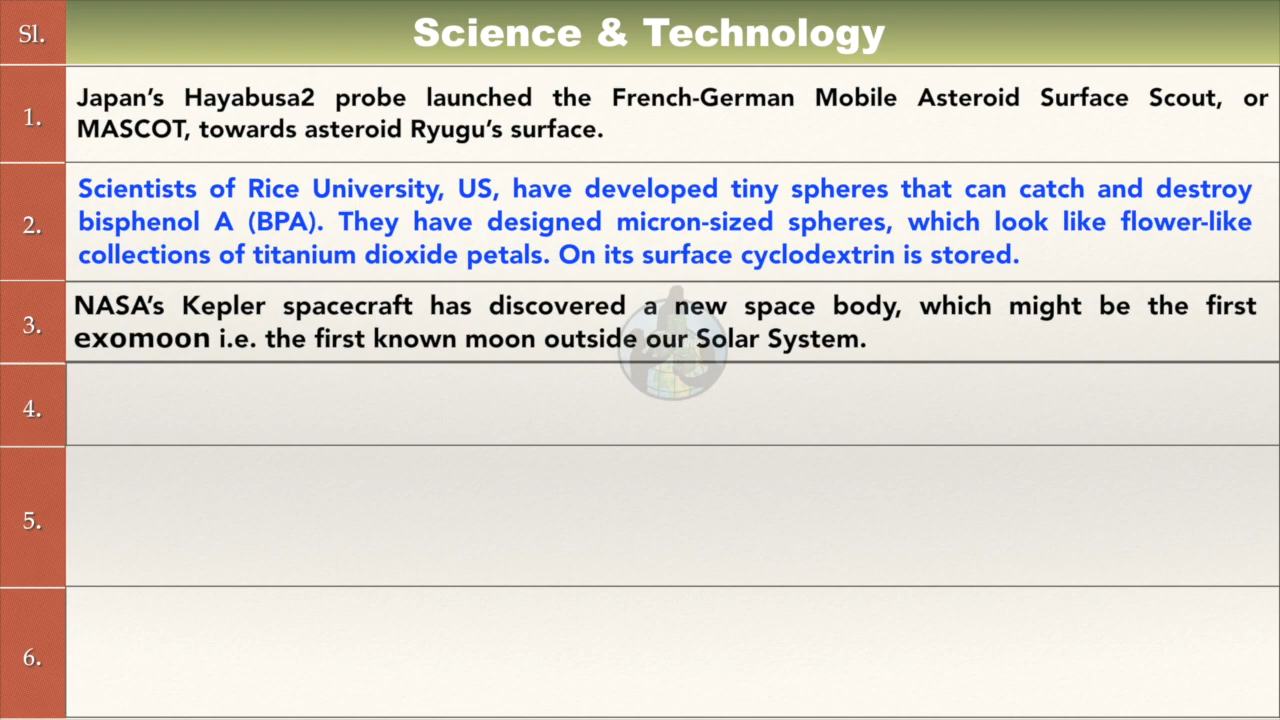 Sl.
Science & Technology
1.
Japan’s Hayabusa2 probe launched the French-German Mobile Asteroid Surface Scout, or
MASCOT, towards asteroid Ryugu’s surface.
2.
Scientists of Rice University, US, have developed tiny spheres that can catch and destroy
bisphenol A (BPA). They have designed micron-sized spheres, which look like flower-like
collections of titanium dioxide petals. On its surface cyclodextrin is stored.
3.
NASA’s Kepler spacecraft has discovered a new space body, which might be the first
exomoon i.e. the first known moon outside our Solar System.
4.
5.
6.